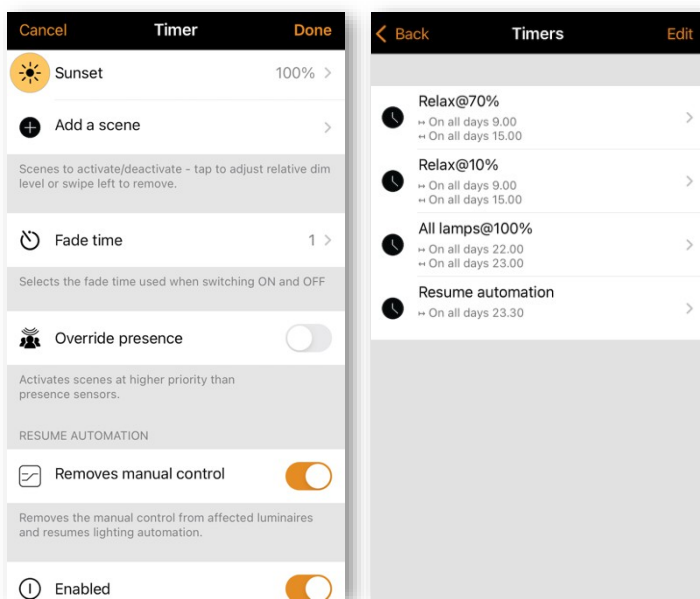 Cancel Timer Done
Sunset 100%
Add a scene
Scenes to activate/deactivate - tap to adjust relative dim
level or swipe left to remove.
Fade time 1
Selects the fade time used when switching ON and OFF
Override presence
Activates scenes at higher priority than
presence sensors.
RESUME AUTOMATION
Removes manual control
Removes the manual control from affected luminaires
and resumes lighting automation.
Enabled
Back Timers Edit
Relax@70%
On all days 9.00
On all days 15.00
Relax@10%
On all days 9.00
On all days 15.00
All lamps@100%
On all days 22.00
On all days 23.00
Resume automation
On all days 23.30